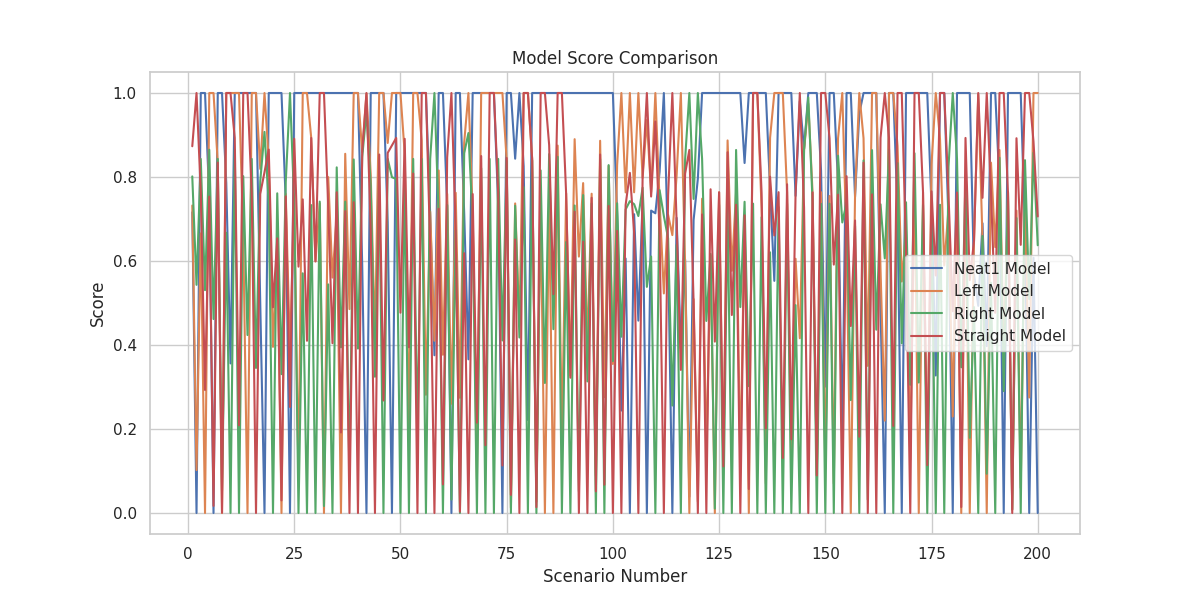 Model Score Comparison
1.0
0.8
0.6
0.4
0.2
0.0
Score
Neat1 Model
Left Model
Right Model
Straight Model
0 25 50 75 100 125 150 175 200
Scenario Number